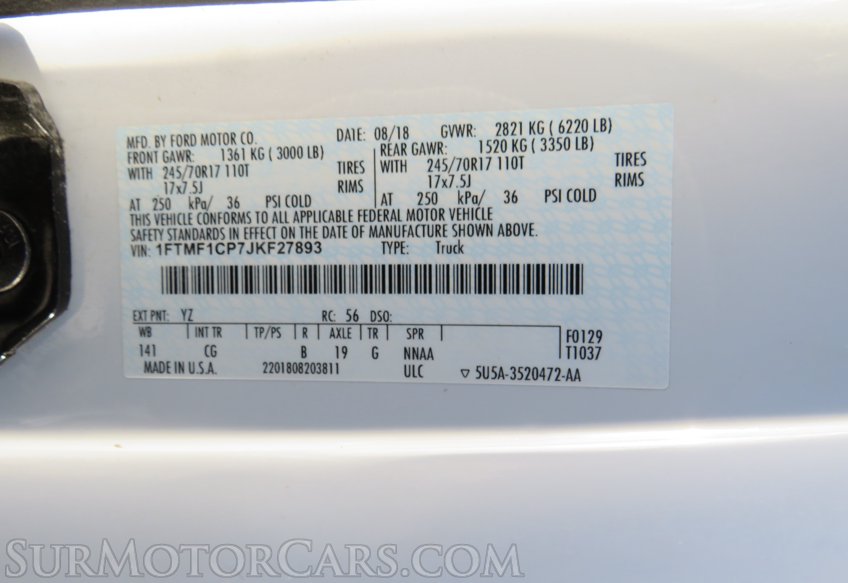 MFD. BY FORD MOTOR CO. DATE: 08/18 GVWR: 2821 KG ( 6220 LB)
FRONT GAWR: 1361 KG ( 3000 LB) REAR GAWR: 1520 KG ( 3350 LB)
WITH 245/70R17 110T TIRES WITH 245/70R17 110T TIRES
17x7.5J RIMS 17x7.5J RIMS
AT 250 kPa/ 36 PSI COLD AT 250 kPa/ 36 PSI COLD
THIS VEHICLE CONFORMS TO ALL APPLICABLE FEDERAL MOTOR VEHICLE
SAFETY STANDARDS IN EFFECT ON THE DATE OF MANUFACTURE SHOWN ABOVE.
VIN: 1FTMF1CP7JKF27893 TYPE: Truck
EXT PNT: YZ RC: 56 DSO:
WB INT TR TP/PS R AXLE TR SPR F0129
141 CG B 19 G NNAA T1037
MADE IN U.S.A. 2201808203811 ULC ▽ 5U5A-3520472-AA
SURMOTORCARS.COM